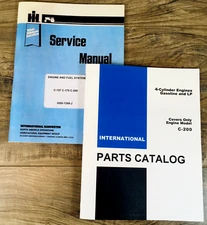 IH
Service
Manual
ENGINE AND FUEL SYSTEM
INTERNATIONAL HARVESTER
4-Cylinder Engines
Gasoline and LP
Covers Only
Engine Model
C-200
INTERNATIONAL
PARTS CATALOG